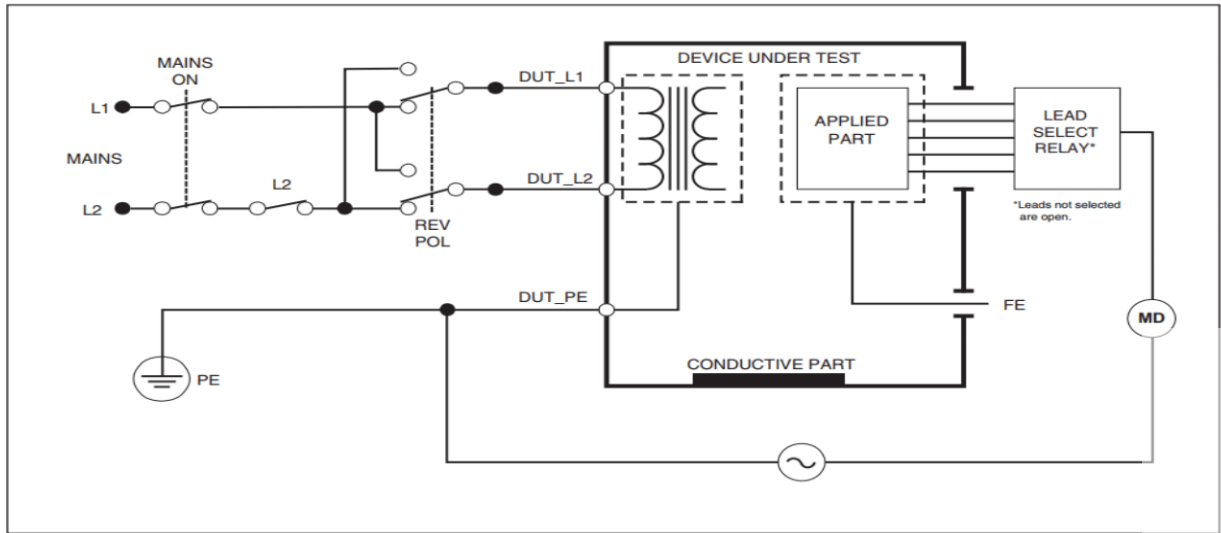 MAINS
ON
L1
MAINS
L2
L2
REV
POL
DUT_L1
DUT_L2
DUT_PE
PE
DEVICE UNDER TEST
APPLIED
PART
LEAD
SELECT
RELAY*
*Leads not selected
are open.
FE
MD
CONDUCTIVE PART